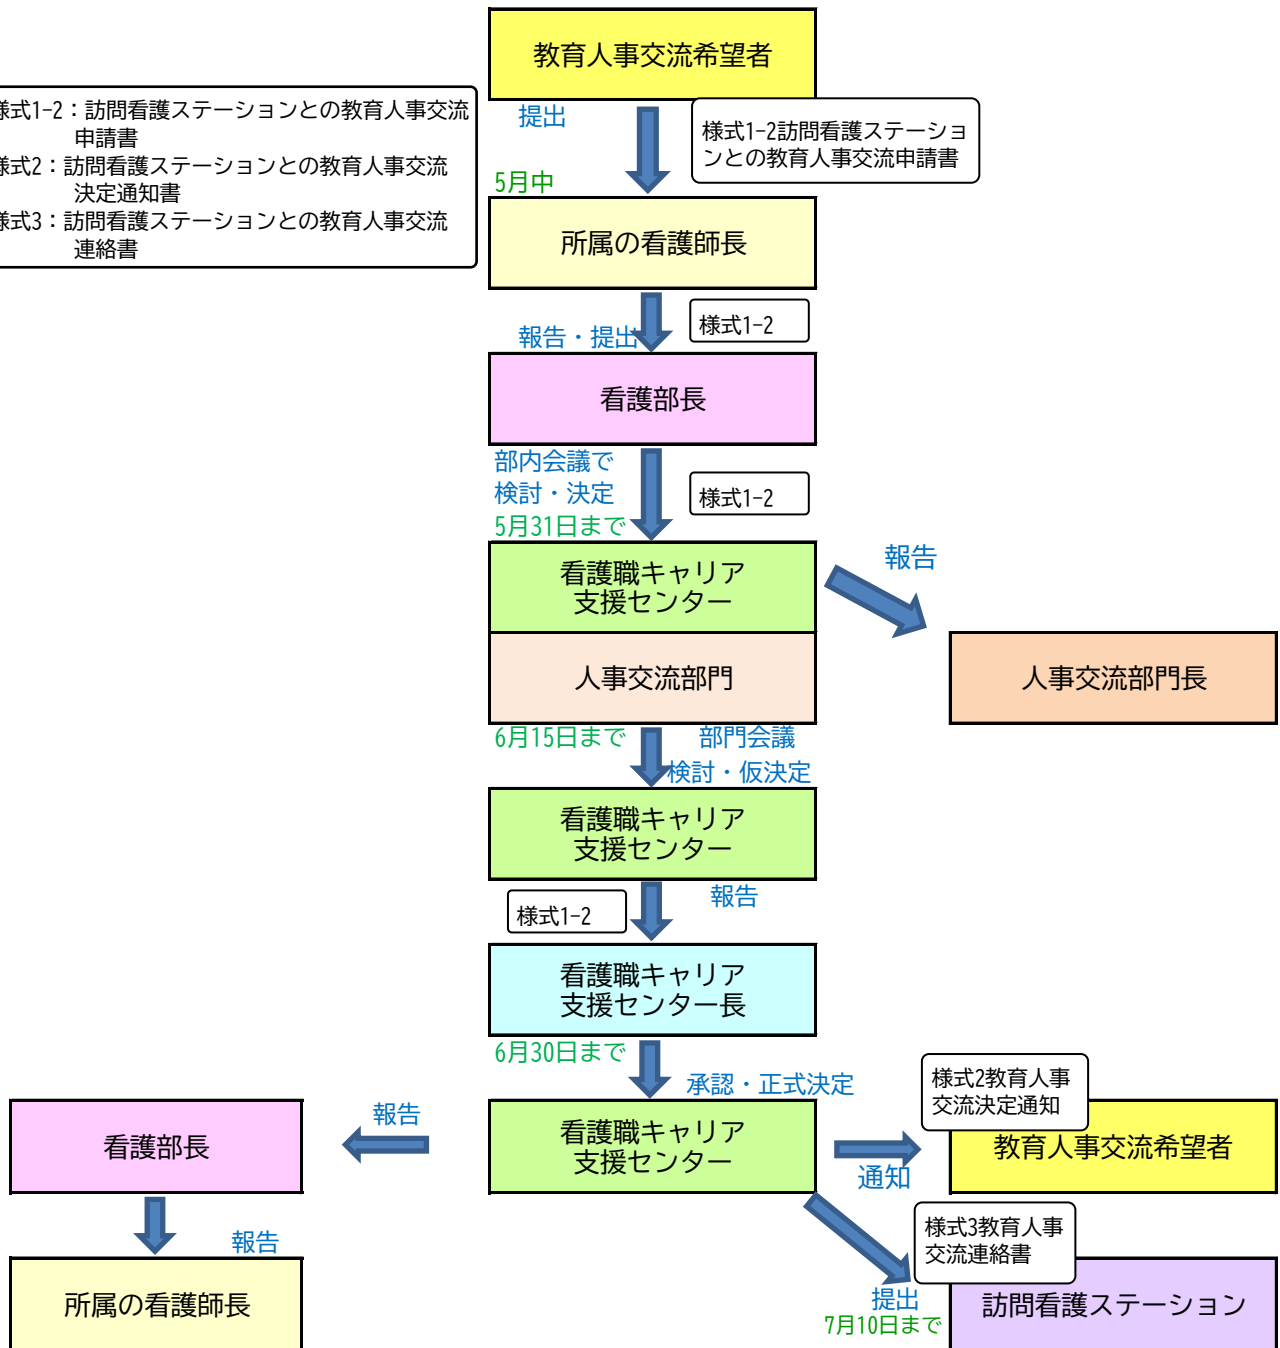 教育人事交流希望者
提出
様式1-2訪問看護ステーショ
ンとの教育人事交流申請書
様式1-2：訪問看護ステーションとの教育人事交流
申請書
様式2：訪問看護ステーションとの教育人事交流
決定通知書
様式3：訪問看護ステーションとの教育人事交流
連絡書
5月中
所属の看護師長
様式1-2
報告・提出
看護部長
部内会議で
検討・決定
5月31日まで
様式1-2
看護職キャリア
支援センター
報告
人事交流部門
人事交流部門長
6月15日まで
部門会議
検討・仮決定
看護職キャリア
支援センター
様式1-2
報告
看護職キャリア
支援センター長
6月30日まで
承認・正式決定
看護職キャリア
支援センター
報告
看護部長
報告
所属の看護師長
様式2教育人事
交流決定通知
教育人事交流希望者
通知
様式3教育人事
交流連絡書
提出
7月10日まで
訪問看護ステーション